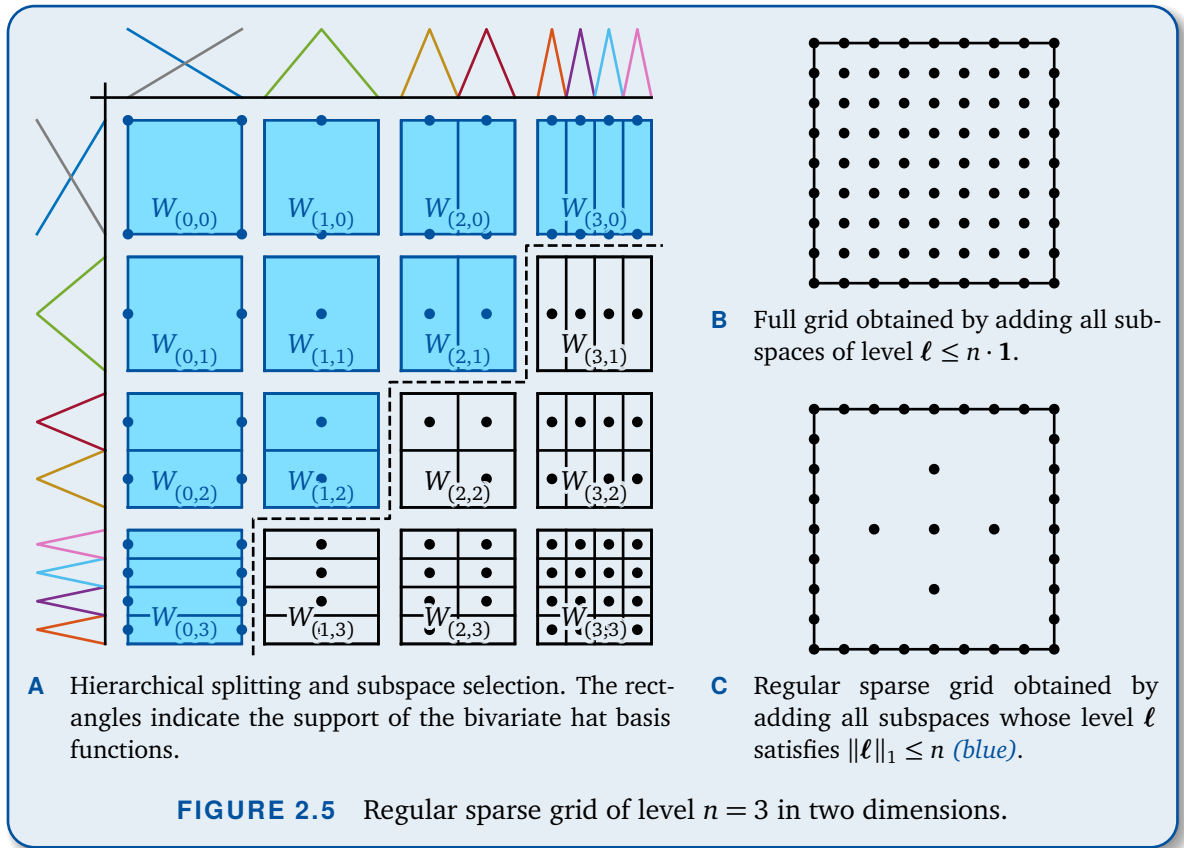 W(0,0) W(1,0) W(2,0) W(3,0)
W(0,1) W(1,1) W(2,1) W(3,1)
W(0,2) W(1,2) W(2,2) W(3,2)
W(0,3) W(1,3) W(2,3) W(3,3)
A Hierarchical splitting and subspace selection. The rect-
angles indicate the support of the bivariate hat basis
functions.
B Full grid obtained by adding all sub-
spaces of level ℓ ≤ n · 1.
C Regular sparse grid obtained by
adding all subspaces whose level ℓ
satisfies ‖ℓ‖₁ ≤ n (blue).
FIGURE 2.5 Regular sparse grid of level n = 3 in two dimensions.